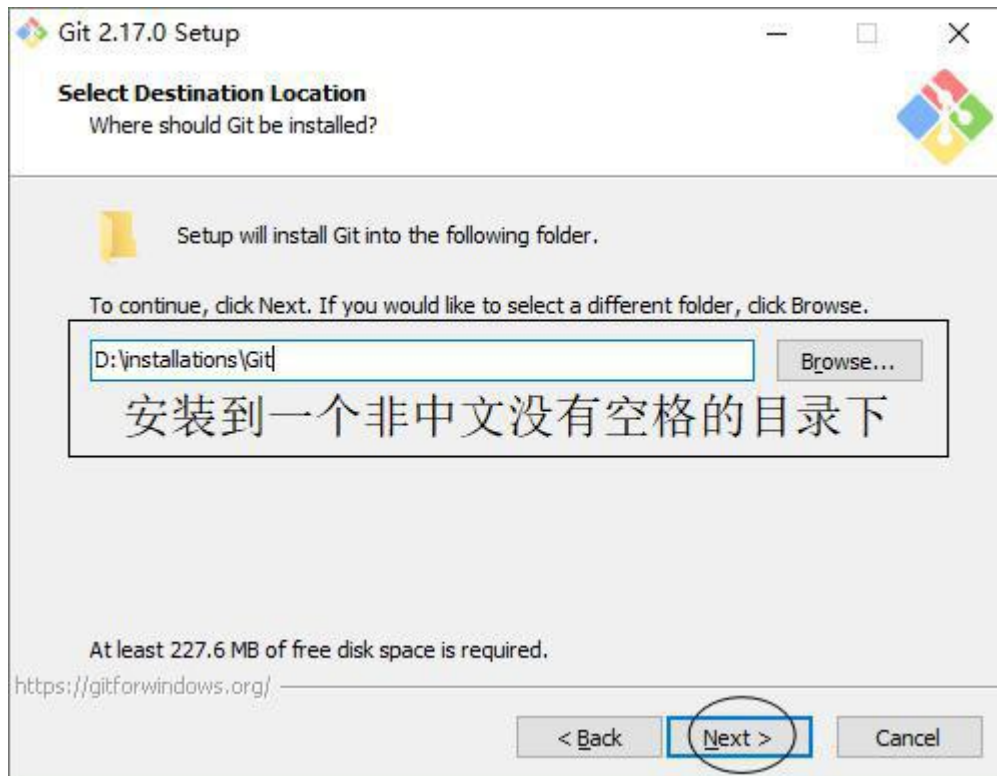 Git 2.17.0 Setup
Select Destination Location
Where should Git be installed?
Setup will install Git into the following folder.
To continue, click Next. If you would like to select a different folder, click Browse.
D:\installations\Git
Browse...
安装到一个非中文没有空格的目录下
At least 227.6 MB of free disk space is required.
https://gitforwindows.org/
< Back
Next >
Cancel